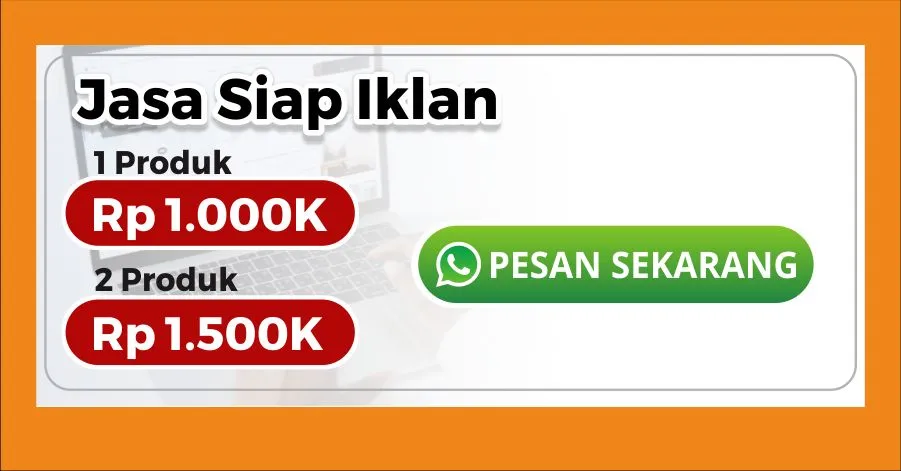 Jasa Siap Iklan
1 Produk
Rp 1.000K
2 Produk
Rp 1.500K
PESAN SEKARANG